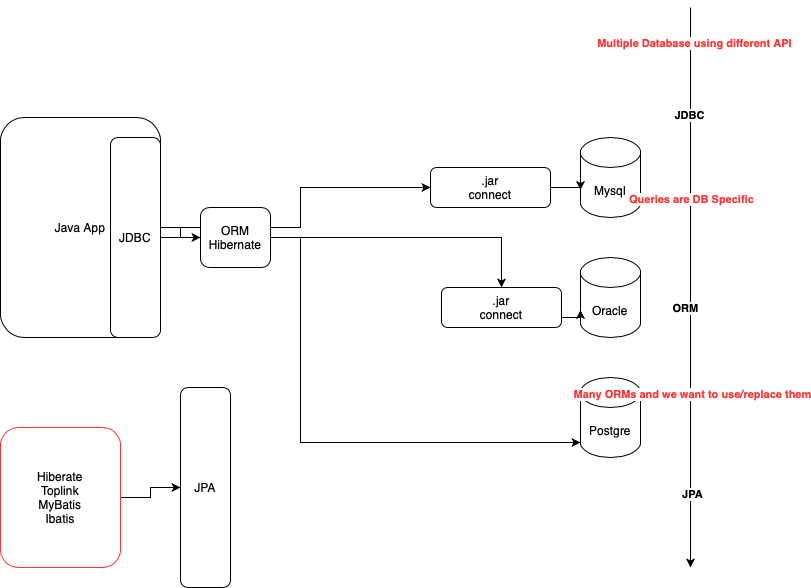 Multiple Database using different API
JDBC
.jar
connect
Mysql
Queries are DB Specific
Java App
JDBC
ORM
Hibernate
.jar
connect
Oracle
ORM
Many ORMs and we want to use/replace them
Postgre
Hiberate
Toplink
MyBatis
Ibatis
JPA
JPA